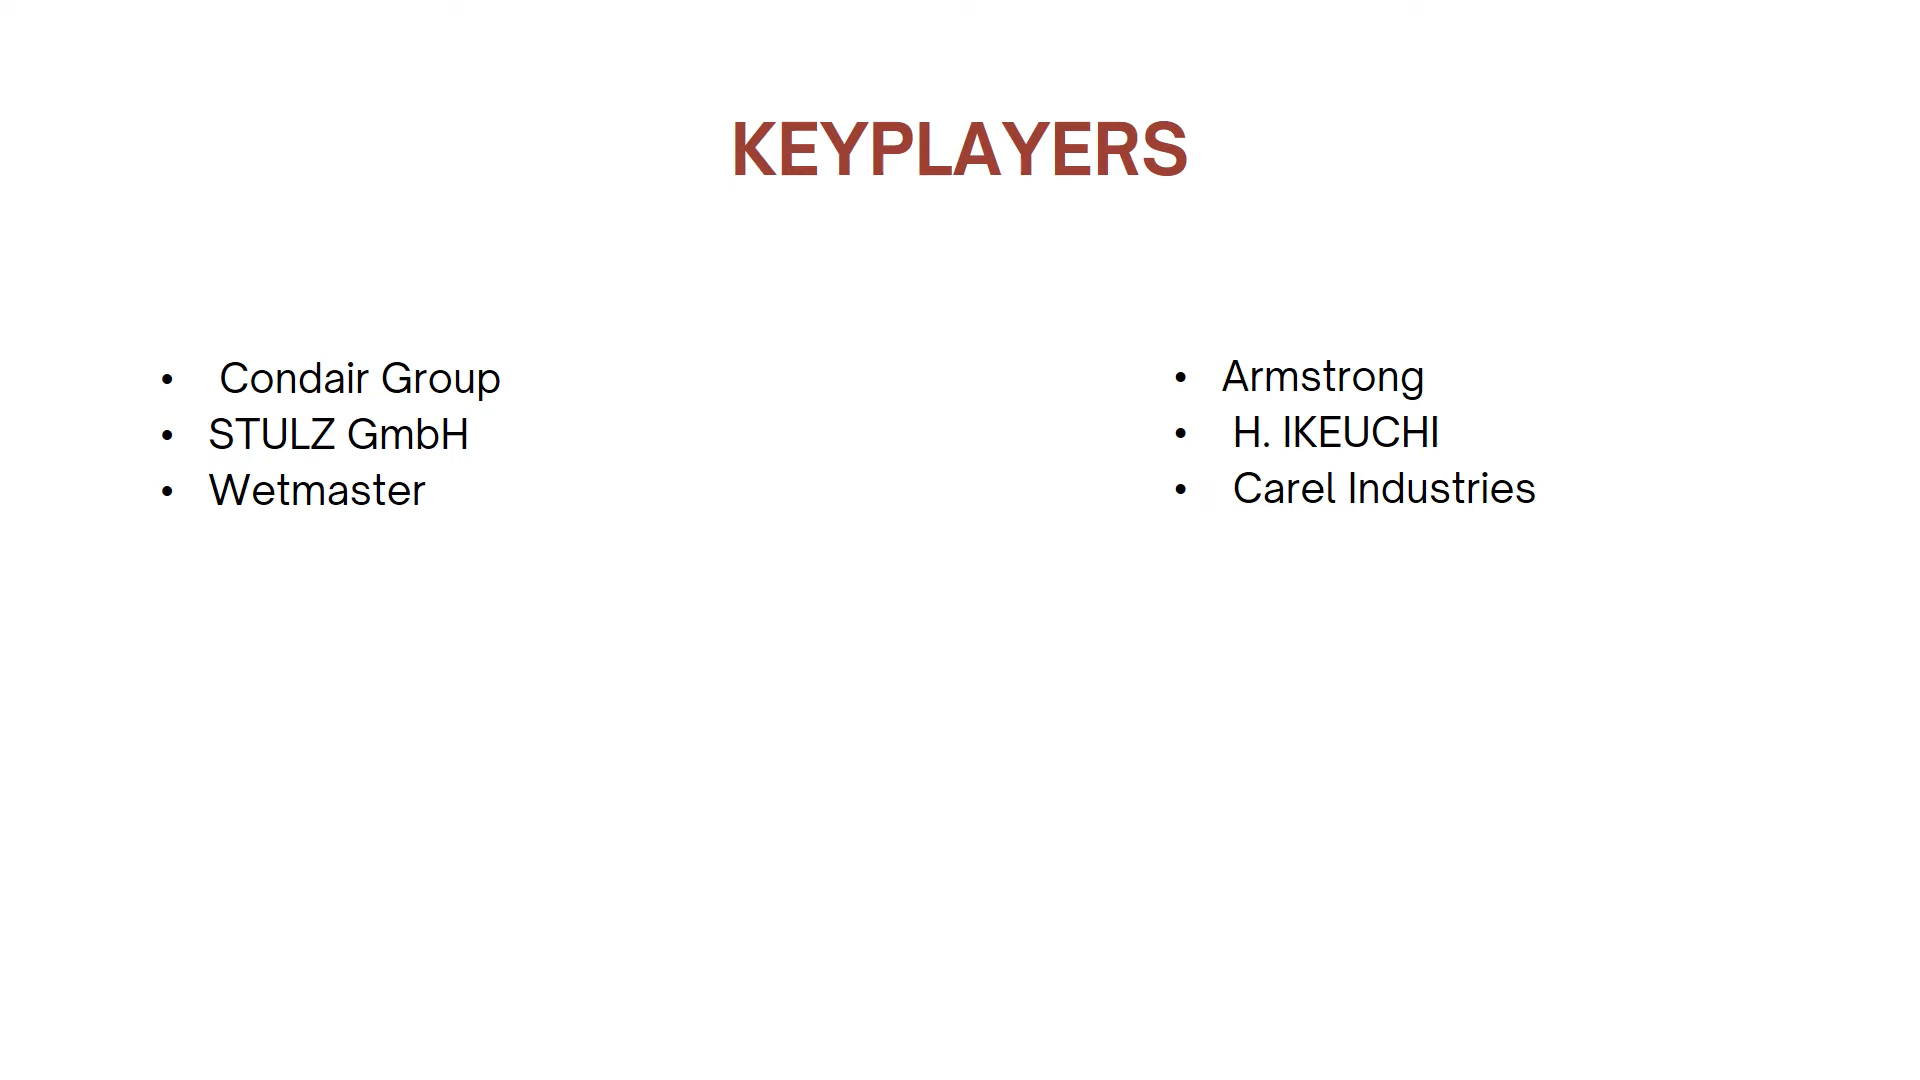 KEYPLAYERS
• Condair Group
• STULZ GmbH
• Wetmaster
• Armstrong
• H. IKEUCHI
• Carel Industries